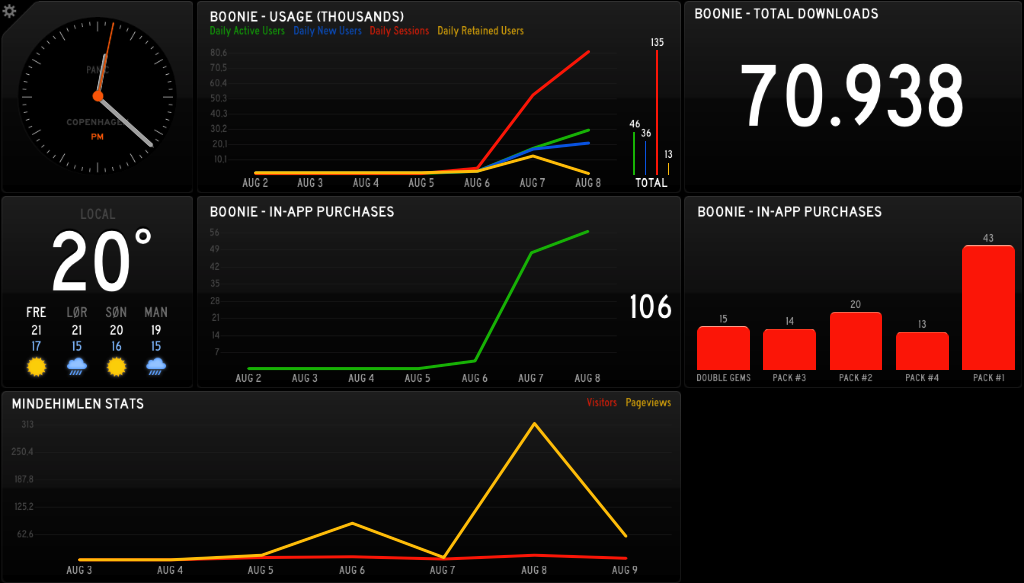 PANIC
COPENHAGEN
PM
BOONIE - USAGE (THOUSANDS)
Daily Active Users Daily New Users Daily Sessions Daily Retained Users
80,6
70,5
60,4
50,3
40,3
30,2
20,1
10,1
AUG 2 AUG 3 AUG 4 AUG 5 AUG 6 AUG 7 AUG 8
135
46
36
13
TOTAL
BOONIE - TOTAL DOWNLOADS
70.938
LOCAL
20°
FRE LØR SØN MAN
21 21 20 19
17 15 16 15
BOONIE - IN-APP PURCHASES
56
49
42
35
28
21
14
7
AUG 2 AUG 3 AUG 4 AUG 5 AUG 6 AUG 7 AUG 8
106
BOONIE - IN-APP PURCHASES
15 14 20 13 43
DOUBLE GEMS PACK #3 PACK #2 PACK #4 PACK #1
MINDEHIMLEN STATS
Visitors Pageviews
313
250.4
187.8
125.2
62.6
AUG 3 AUG 4 AUG 5 AUG 6 AUG 7 AUG 8 AUG 9